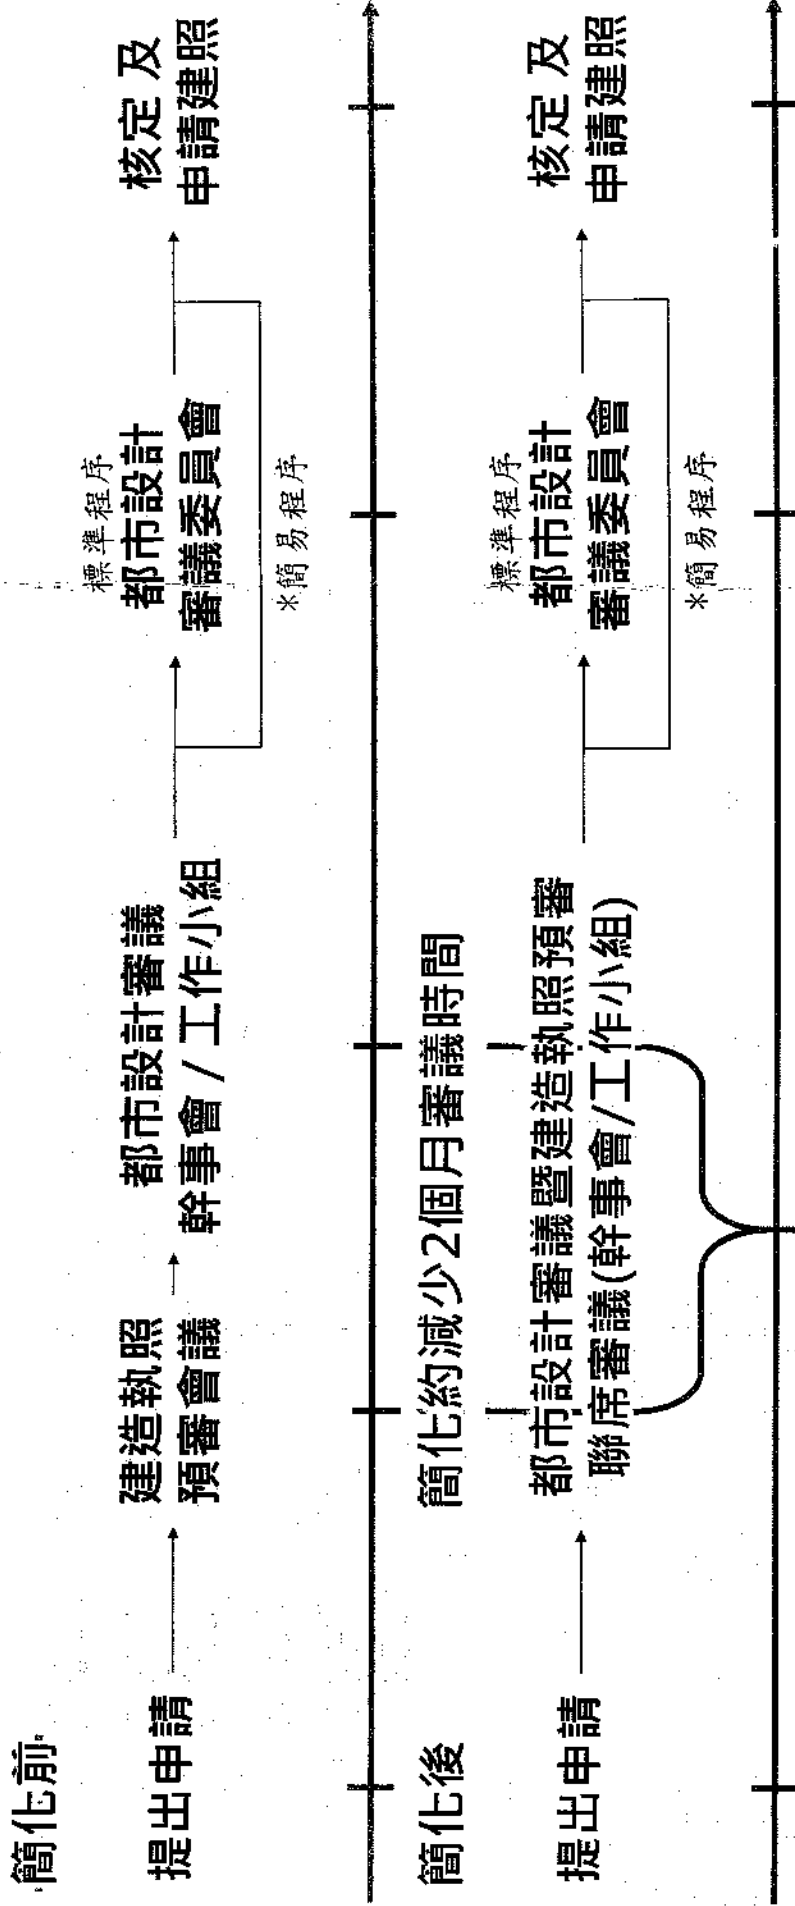 簡化前
提出申請
建造執照
預審會議
都市設計審議
幹事會 / 工作小組
標準程序
都市設計
審議委員會
*簡易程序
核定 及
申請建照
簡化約減少2個月審議時間
簡化後
提出申請
都市設計審議暨建造執照預審
聯席審議(幹事會/工作小組)
標準程序
都市設計
審議委員會
*簡易程序
核定 及
申請建照